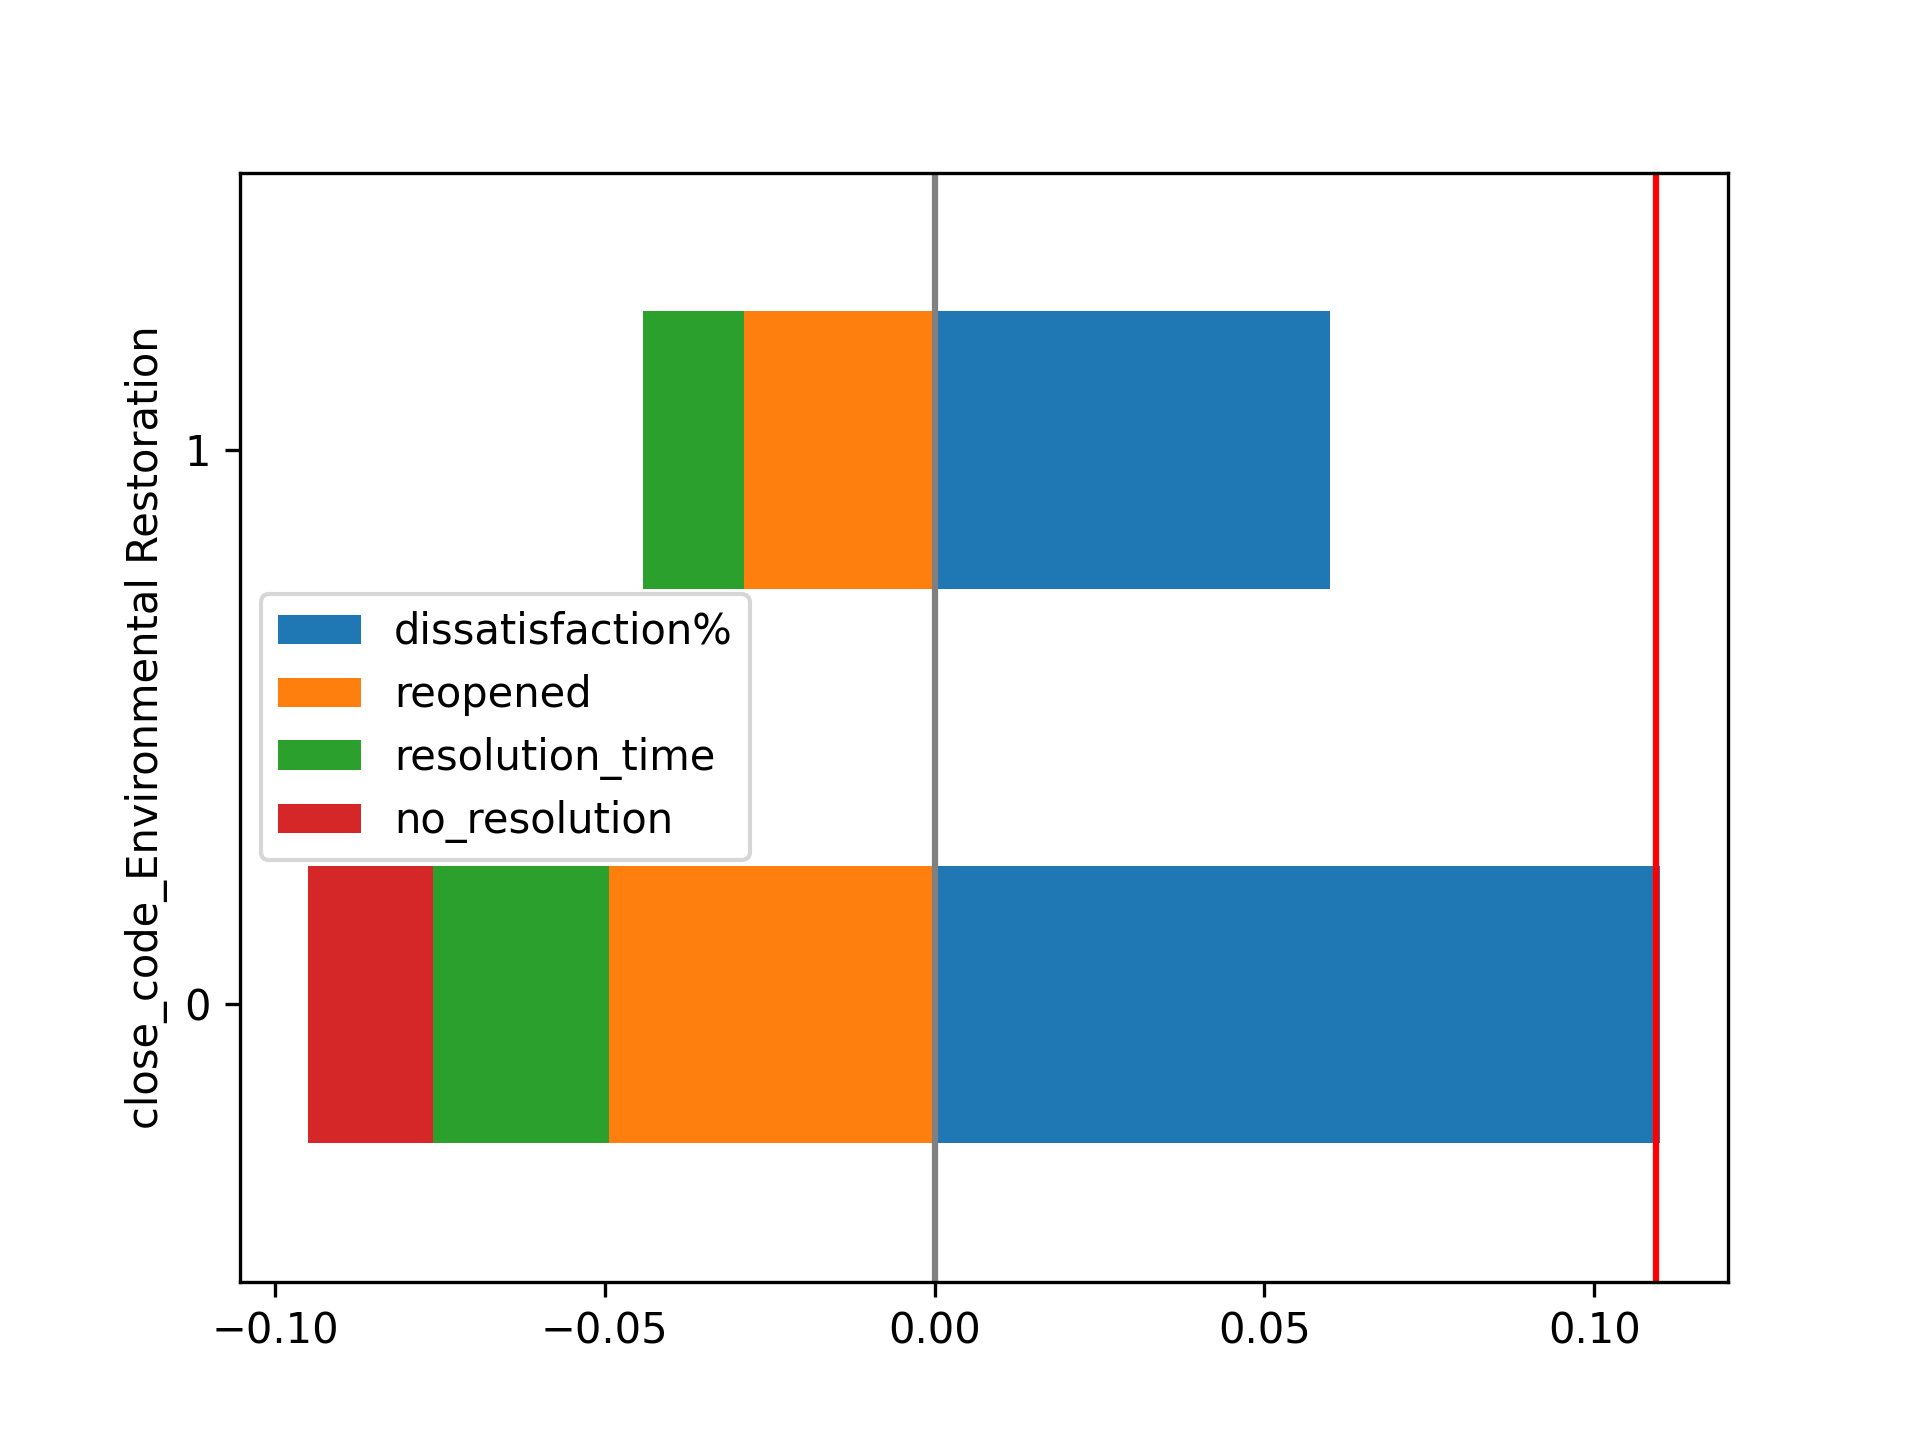 close_code_Environmental Restoration
1
0
dissatisfaction%
reopened
resolution_time
no_resolution
−0.10
−0.05
0.00
0.05
0.10